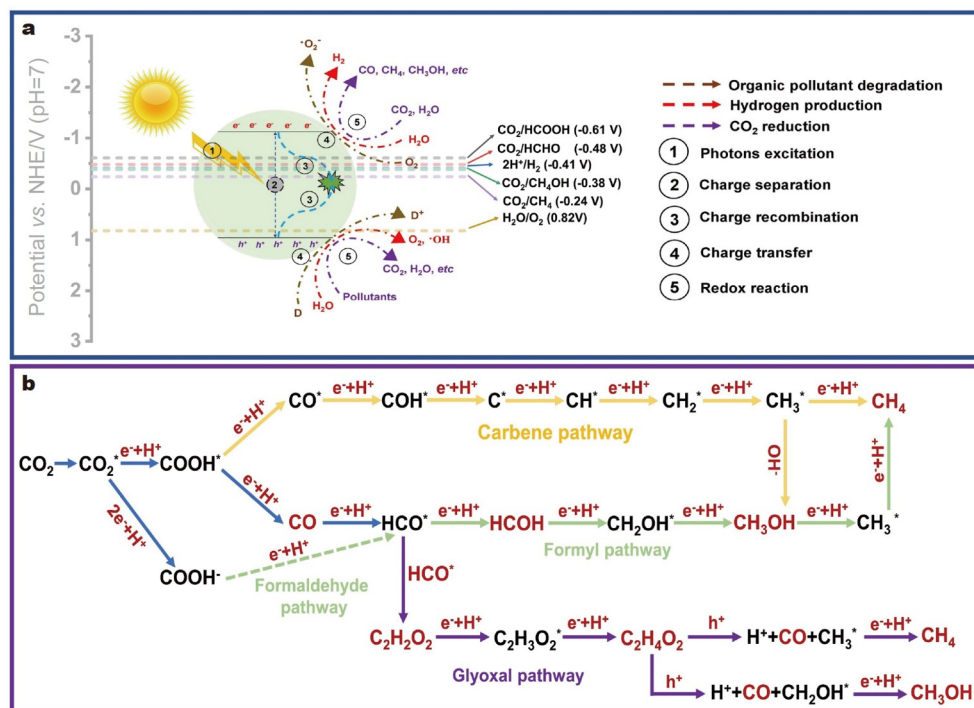 a
Potential vs. NHE/V (pH=7)
-3
-2
-1
0
1
2
3
·O₂⁻
H₂
CO, CH₄, CH₃OH, etc
CO₂, H₂O
H₂O
O₂
e⁻ e⁻ e⁻ e⁻ e⁻
1
2
3
3
4
5
h⁺ h⁺ h⁺ h⁺ h⁺
4
5
D⁺
O₂, ·OH
CO₂, H₂O, etc
Pollutants
H₂O
D
CO₂/HCOOH (-0.61 V)
CO₂/HCHO (-0.48 V)
2H⁺/H₂ (-0.41 V)
CO₂/CH₄OH (-0.38 V)
CO₂/CH₄ (-0.24 V)
H₂O/O₂ (0.82V)
Organic pollutant degradation
Hydrogen production
CO₂ reduction
1 Photons excitation
2 Charge separation
3 Charge recombination
4 Charge transfer
5 Redox reaction
b
e⁻+H⁺ e⁻+H⁺ e⁻+H⁺ e⁻+H⁺ e⁻+H⁺ e⁻+H⁺
CO* COH* C* CH* CH₂* CH₃* CH₄
e⁻+H⁺
Carbene pathway
e⁻+H⁺
CO₂ CO₂* COOH*
-HO
e⁻+H⁺
e⁻+H⁺
2e⁻+H⁺
e⁻+H⁺ e⁻+H⁺ e⁻+H⁺ e⁻+H⁺ e⁻+H⁺
CO HCO* HCOH CH₂OH* CH₃OH CH₃*
e⁻+H⁺
Formyl pathway
COOH⁻
Formaldehyde
pathway
HCO*
e⁻+H⁺ e⁻+H⁺ h⁺ e⁻+H⁺
C₂H₂O₂ C₂H₃O₂* C₂H₄O₂ H⁺+CO+CH₃* CH₄
Glyoxal pathway
h⁺ e⁻+H⁺
H⁺+CO+CH₂OH* CH₃OH